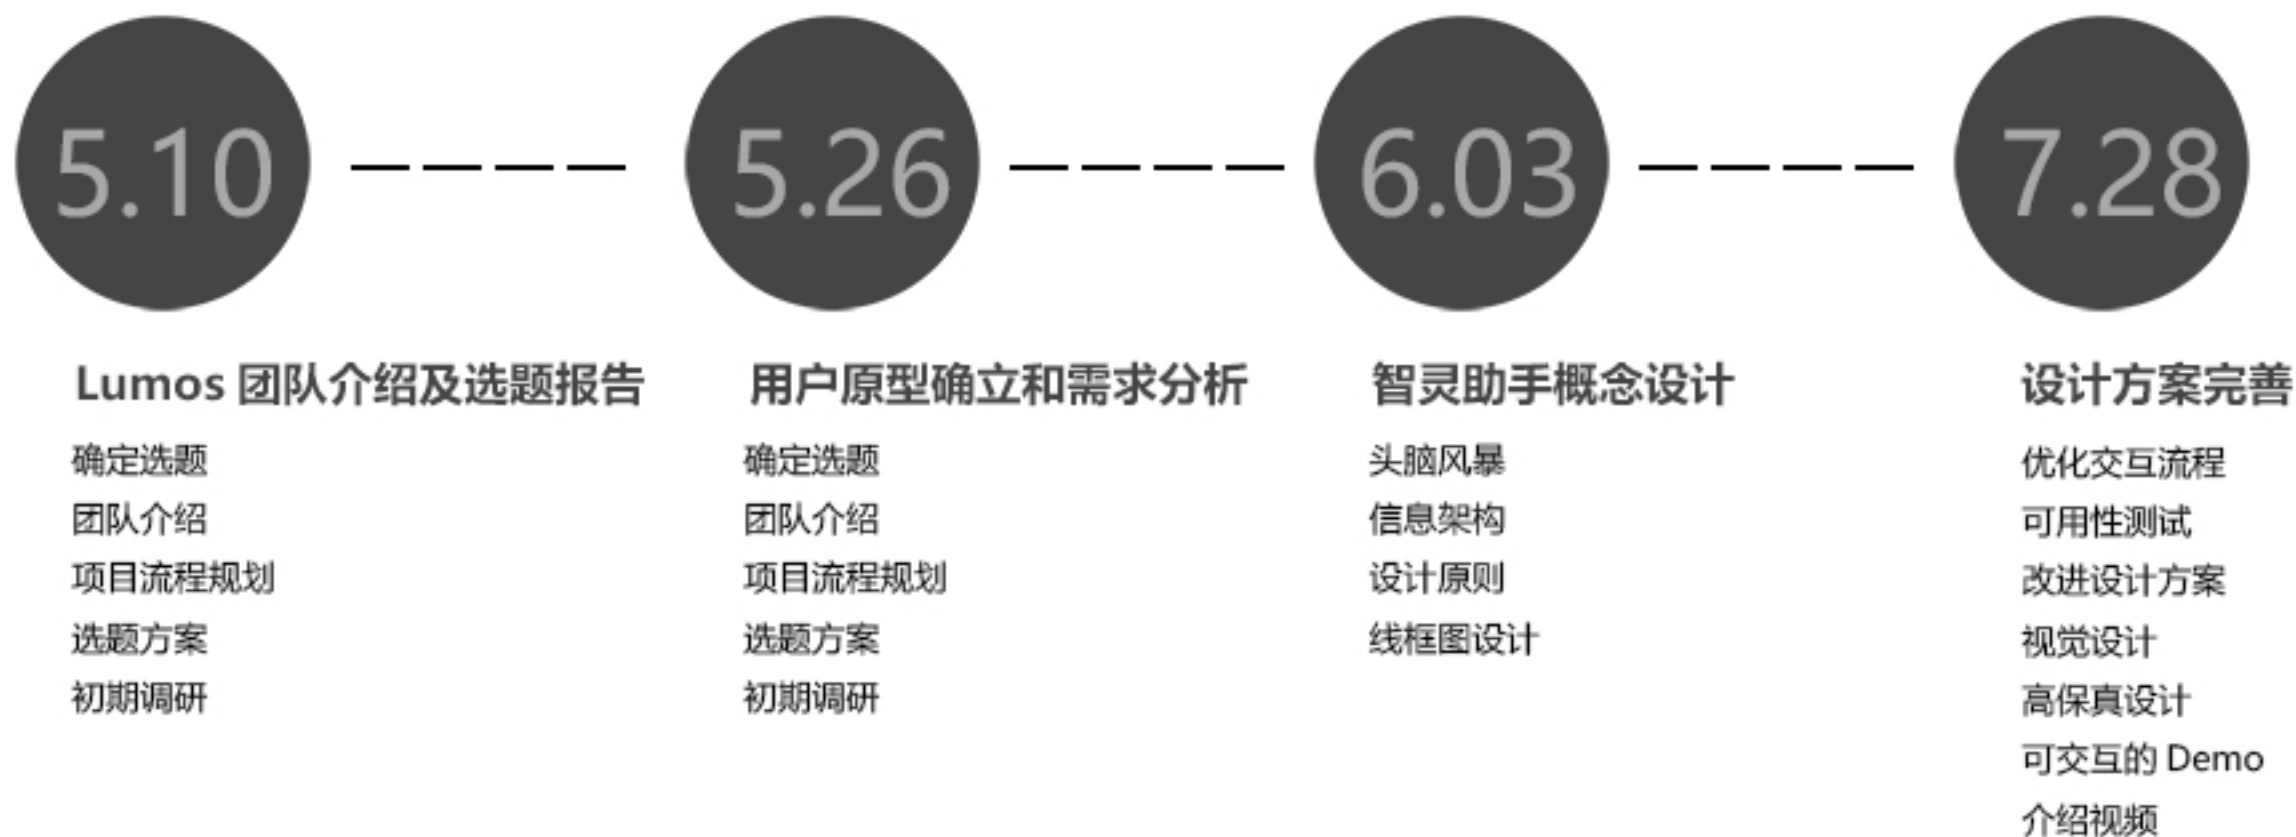 5.10
5.26
6.03
7.28
Lumos 团队介绍及选题报告
确定选题
团队介绍
项目流程规划
选题方案
初期调研
用户原型确立和需求分析
确定选题
团队介绍
项目流程规划
选题方案
初期调研
智灵助手概念设计
头脑风暴
信息架构
设计原则
线框图设计
设计方案完善
优化交互流程
可用性测试
改进设计方案
视觉设计
高保真设计
可交互的 Demo
介绍视频